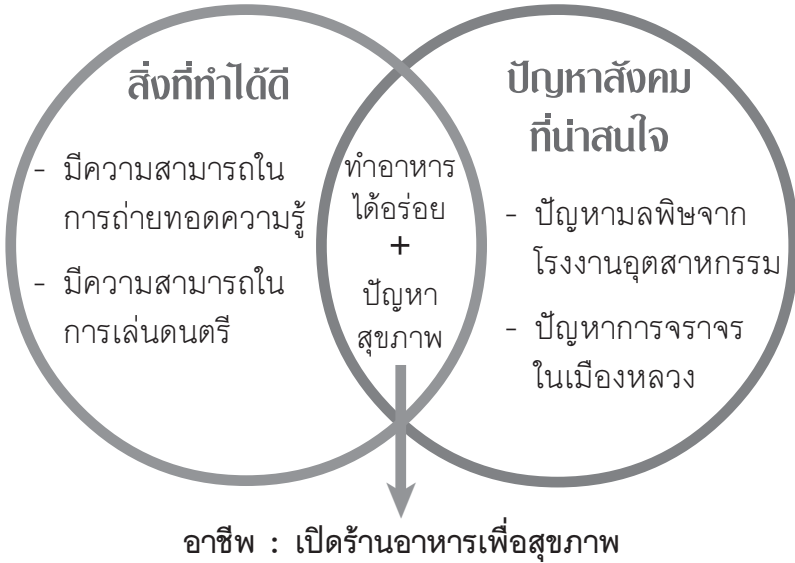 สิ่งที่ทำได้ดี
- มีความสามารถใน
การถ่ายทอดความรู้
- มีความสามารถใน
การเล่นดนตรี
ทำอาหาร
ได้อร่อย
+
ปัญหา
สุขภาพ
ปัญหาสังคม
ที่น่าสนใจ
- ปัญหามลพิษจาก
โรงงานอุตสาหกรรม
- ปัญหาการจราจร
ในเมืองหลวง
อาชีพ : เปิดร้านอาหารเพื่อสุขภาพ